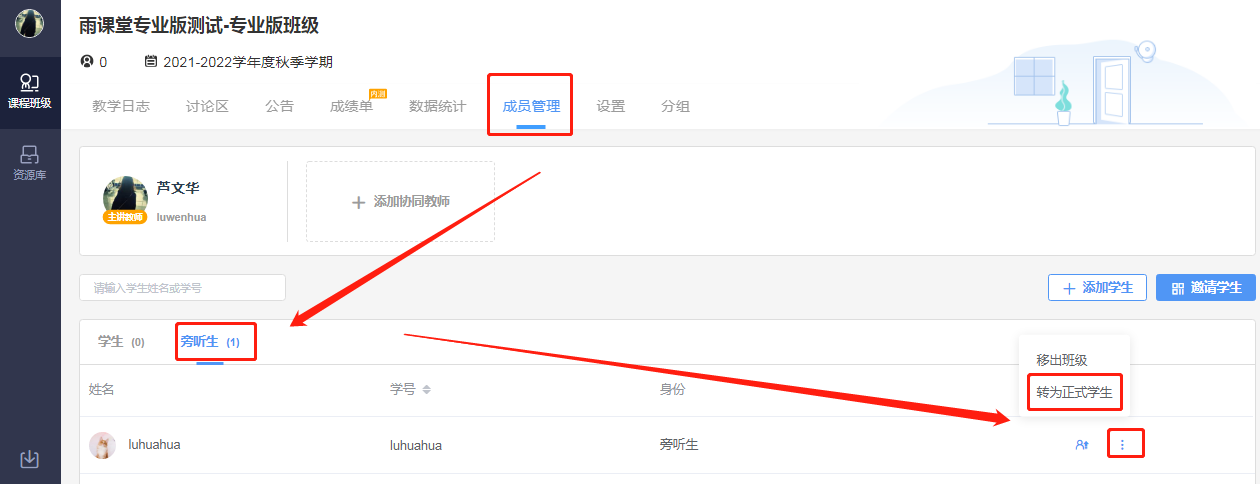 雨课堂专业版测试-专业版班级
0 2021-2022学年度秋季学期
课程班级
资源库
教学日志 讨论区 公告 成绩单 内测 数据统计 成员管理 设置 分组
芦文华
主讲教师 luwenhua
添加协同教师
请输入学生姓名或学号
添加学生 邀请学生
学生 (0) 旁听生 (1)
移出班级
转为正式学生
姓名 学号 身份
luhuahua luhuahua 旁听生